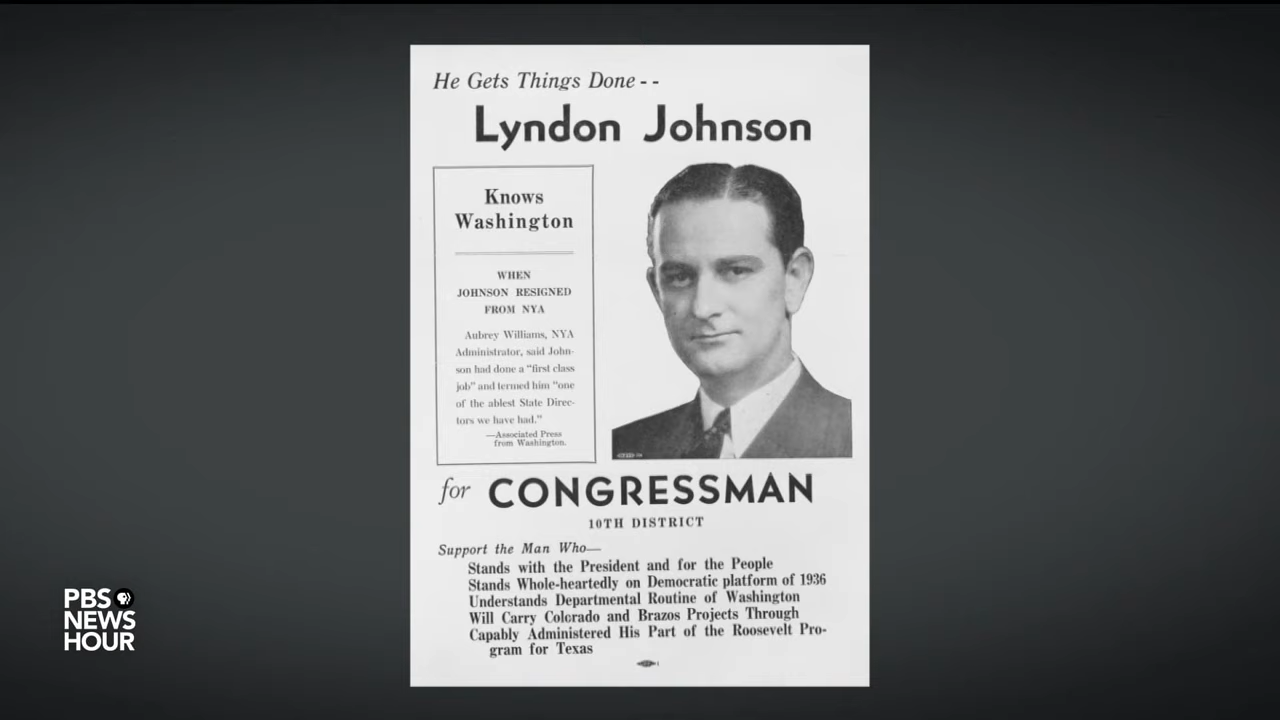 He Gets Things Done - -
Lyndon Johnson
Knows
Washington
WHEN
JOHNSON RESIGNED
FROM NYA
Aubrey Williams, NYA
Administrator, said John-
son had done a "first class
job" and termed him "one
of the ablest State Direc-
tors we have had."
—Associated Press
from Washington.
for CONGRESSMAN
10TH DISTRICT
Support the Man Who—
Stands with the President and for the People
Stands Whole-heartedly on Democratic platform of 1936
Understands Departmental Routine of Washington
Will Carry Colorado and Brazos Projects Through
Capably Administered His Part of the Roosevelt Pro-
gram for Texas
PBS
NEWS
HOUR